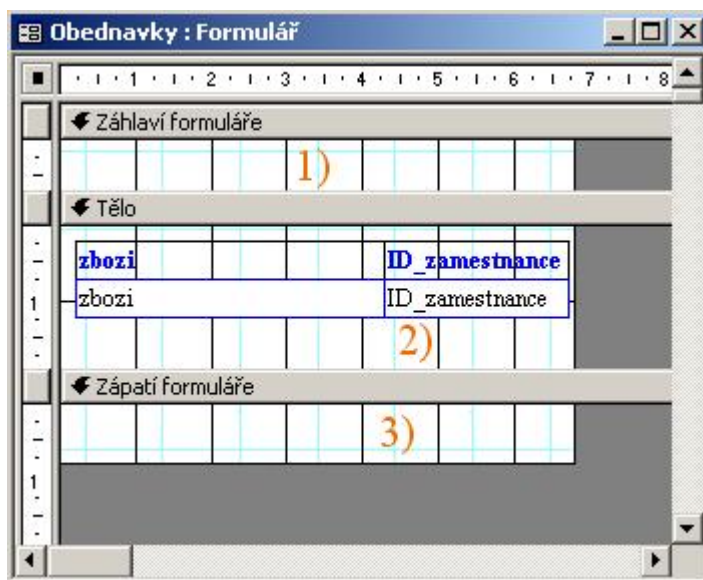 Obednavky : Formulář
1 2 3 4 5 6 7 8
Záhlaví formuláře
1)
Tělo
zbozi ID_zamestnance
1 zbozi ID_zamestnance
2)
Zápatí formuláře
3)
1